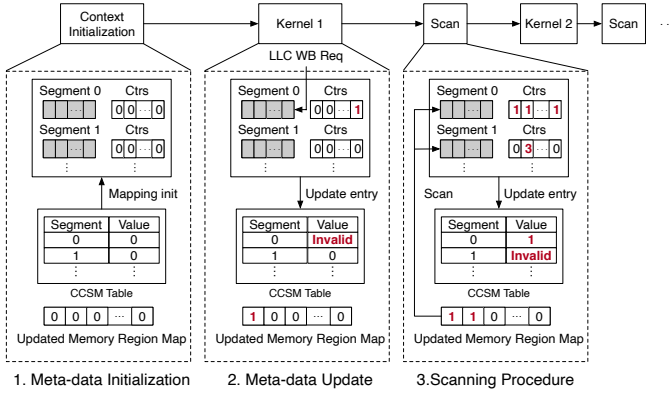 Context
Initialization
Kernel 1
Scan
Kernel 2
Scan
...
LLC WB Req
Segment 0 Ctrs
... 0 0 ... 0
Segment 1 Ctrs
... 0 0 ... 0
⋮ ⋮
Mapping init
Segment Value
0 0
1 0
⋮ ⋮
CCSM Table
0 0 0 ... 0
Updated Memory Region Map
1. Meta-data Initialization
Segment 0 Ctrs
... 0 0 ... 1
Segment 1 Ctrs
... 0 0 ... 0
⋮ ⋮
Update entry
Segment Value
0 Invalid
1 0
⋮ ⋮
CCSM Table
1 0 0 ... 0
Updated Memory Region Map
2. Meta-data Update
Segment 0 Ctrs
... 1 1 ... 1
Segment 1 Ctrs
... 0 3 ... 0
⋮ ⋮
Scan
Update entry
Segment Value
0 1
1 Invalid
⋮ ⋮
CCSM Table
1 1 0 ... 0
Updated Memory Region Map
3.Scanning Procedure